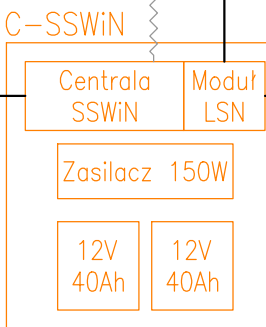 C-SSWiN
Centrala
SSWiN
Moduł
LSN
Zasilacz 150W
12V
40Ah
12V
40Ah